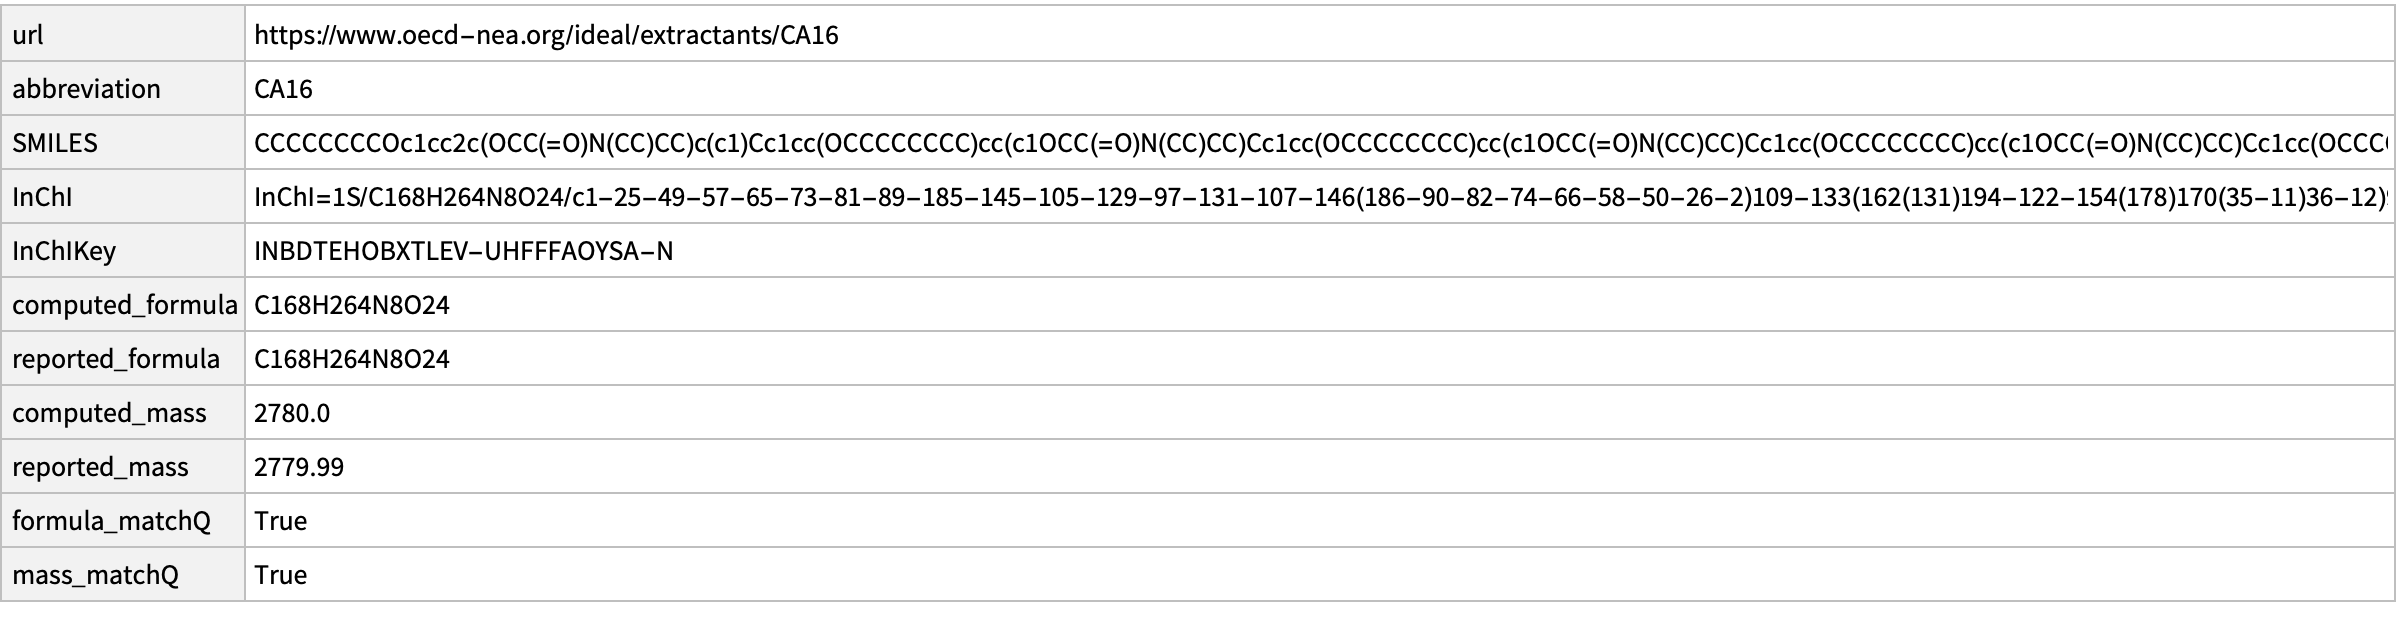 url https://www.oecd–nea.org/ideal/extractants/CA16
abbreviation CA16
SMILES CCCCCCCCOc1cc2c(OCC(=O)N(CC)CC)c(c1)Cc1cc(OCCCCCCCC)cc(c1OCC(=O)N(CC)CC)Cc1cc(OCCCCCCCC)cc(c1OCC(=O)N(CC)CC)Cc1cc(OCCCCCCCC)cc(c1OCC(=O)N(CC)CC)Cc1cc(OCCC
InChI InChI=1S/C168H264N8O24/c1–25–49–57–65–73–81–89–185–145–105–129–97–131–107–146(186–90–82–74–66–58–50–26–2)109–133(162(131)194–122–154(178)170(35–11)36–12)
InChIKey INBDTEHOBXTLEV–UHFFFAOYSA–N
computed_formula C168H264N8O24
reported_formula C168H264N8O24
computed_mass 2780.0
reported_mass 2779.99
formula_matchQ True
mass_matchQ True